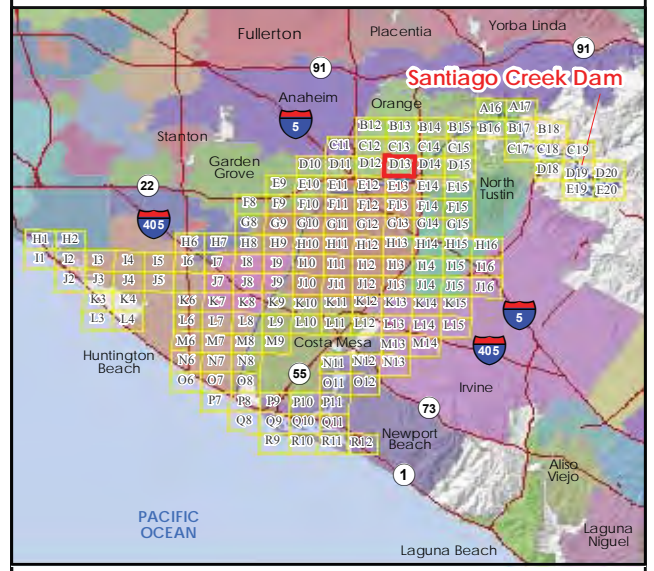 Fullerton
Placentia
Yorba Linda
91
91
Santiago Creek Dam
Anaheim
Orange
A16 A17
5
B12 B13 B14 B15 B16 B17 B18
Stanton
C11 C12 C13 C14 C15 C17 C18 C19
Garden
Grove
D10 D11 D12 D13 D14 D15 D18 D19 D20
22
E9 E10 E11 E12 E13 E14 E15 E19 E20
North
Tustin
F8 F9 F10 F11 F12 F13 F14 F15
405
G8 G9 G10 G11 G12 G13 G14 G15
H1 H2 H6 H7 H8 H9 H10 H11 H12 H13 H14 H15 H16
I1 I2 I3 I4 I5 I6 I7 I8 I9 I10 I11 I12 I13 I14 I15 I16
J2 J3 J4 J5 J7 J8 J9 J10 J11 J12 J13 J14 J15 J16
K3 K4 K6 K7 K8 K9 K10 K11 K12 K13 K14 K15
5
L3 L4 L6 L7 L8 L9 L10 L11 L12 L13 L14 L15
M6 M7 M8 M9 Costa Mesa M13 M14
405
Huntington
Beach
N6 N7 N8 N11 N12 N13
55
O6 O7 O8 O11 O12
Irvine
P7 P8 P9 P10 P11
73
Q8 Q9 Q10 Q11
Newport
Beach
R9 R10 R11 R12
1
Aliso
Viejo
PACIFIC
OCEAN
Laguna
Niguel
Laguna Beach